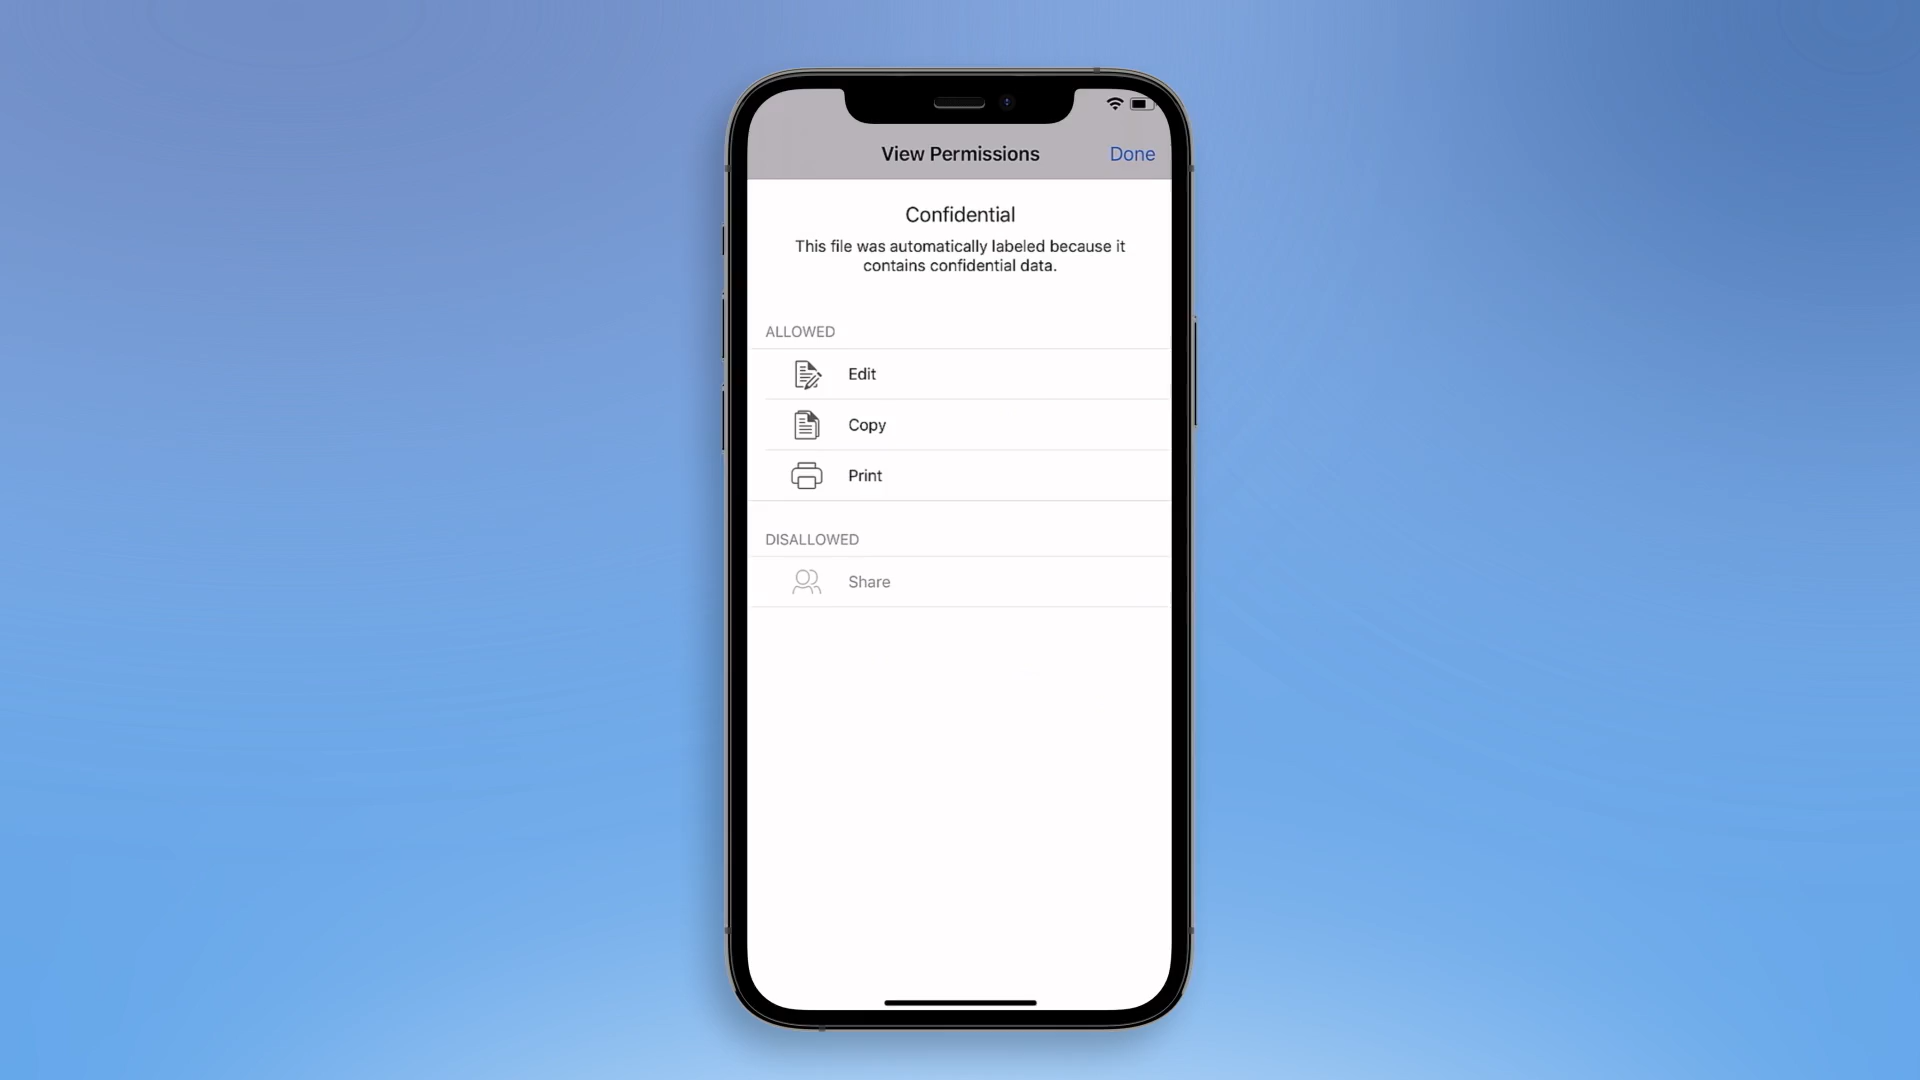 View Permissions
Done
Confidential
This file was automatically labeled because it
contains confidential data.
ALLOWED
Edit
Copy
Print
DISALLOWED
Share